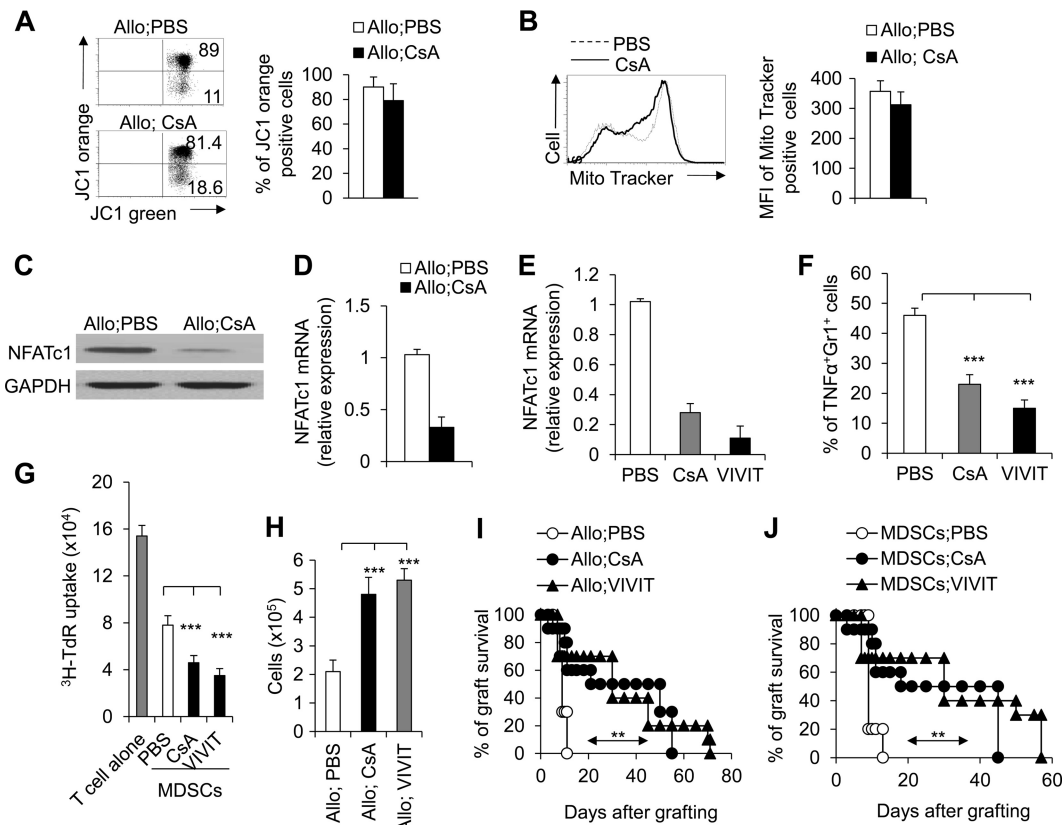 A
Allo;PBS
89
11
Allo; CsA
81.4
18.6
JC1 orange
JC1 green
Allo;PBS
Allo;CsA
% of JC1 orange
positive cells
100
80
60
40
20
0
B
PBS
CsA
Cell
Mito Tracker
Allo;PBS
Allo; CsA
MFI of Mito Tracker
positive cells
400
300
200
100
0
C
Allo;PBS Allo;CsA
NFATc1
GAPDH
D
Allo;PBS
Allo;CsA
NFATc1 mRNA
(relative expression)
1.5
1
0.5
0
E
NFATc1 mRNA
(relative expression)
1.2
1
0.8
0.6
0.4
0.2
0
PBS CsA VIVIT
F
% of TNFα⁺Gr1⁺ cells
60
40
20
0
***
***
PBS CsA VIVIT
G
³H-TdR uptake (x10⁴)
20
16
12
8
4
0
***
***
T cell alone
PBS
CsA
VIVIT
MDSCs
H
Cells (x10⁵)
6
5
4
3
2
1
0
***
***
Allo; PBS
Allo; CsA
Allo; VIVIT
I
Allo;PBS
Allo;CsA
Allo;VIVIT
% of graft survival
100
80
60
40
20
0
**
0 20 40 60 80
Days after grafting
J
MDSCs;PBS
MDSCs;CsA
MDSCs;VIVIT
% of graft survival
100
80
60
40
20
0
**
0 20 40 60
Days after grafting